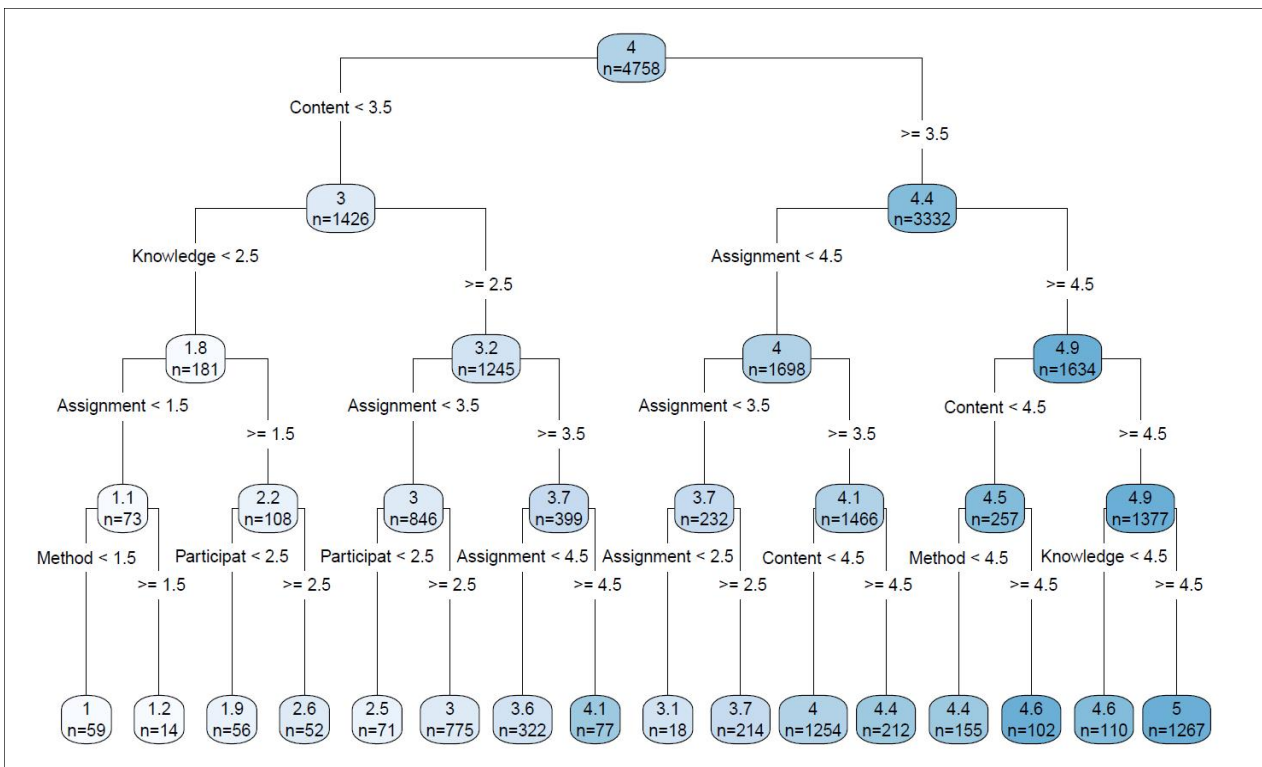 4
n=4758
Content < 3.5
>= 3.5
3
n=1426
4.4
n=3332
Knowledge < 2.5
>= 2.5
Assignment < 4.5
>= 4.5
1.8
n=181
3.2
n=1245
4
n=1698
4.9
n=1634
Assignment < 1.5
>= 1.5
Assignment < 3.5
>= 3.5
Assignment < 3.5
>= 3.5
Content < 4.5
>= 4.5
1.1
n=73
2.2
n=108
3
n=846
3.7
n=399
3.7
n=232
4.1
n=1466
4.5
n=257
4.9
n=1377
Method < 1.5
>= 1.5
Participat < 2.5
>= 2.5
Participat < 2.5
>= 2.5
Assignment < 4.5
>= 4.5
Assignment < 2.5
>= 2.5
Content < 4.5
>= 4.5
Method < 4.5
>= 4.5
Knowledge < 4.5
>= 4.5
1
n=59
1.2
n=14
1.9
n=56
2.6
n=52
2.5
n=71
3
n=775
3.6
n=322
4.1
n=77
3.1
n=18
3.7
n=214
4
n=1254
4.4
n=212
4.4
n=155
4.6
n=102
4.6
n=110
5
n=1267